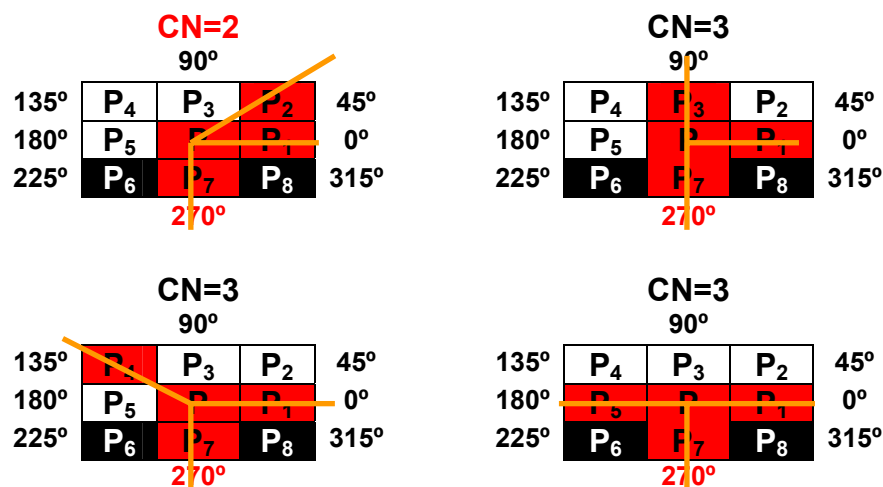 CN=2
90º
135º P4 P3 P2 45º
180º P5 P P1 0º
225º P6 P7 P8 315º
270º
CN=3
90º
135º P4 P3 P2 45º
180º P5 P P1 0º
225º P6 P7 P8 315º
270º
CN=3
90º
135º P4 P3 P2 45º
180º P5 P P1 0º
225º P6 P7 P8 315º
270º
CN=3
90º
135º P4 P3 P2 45º
180º P5 P P1 0º
225º P6 P7 P8 315º
270º